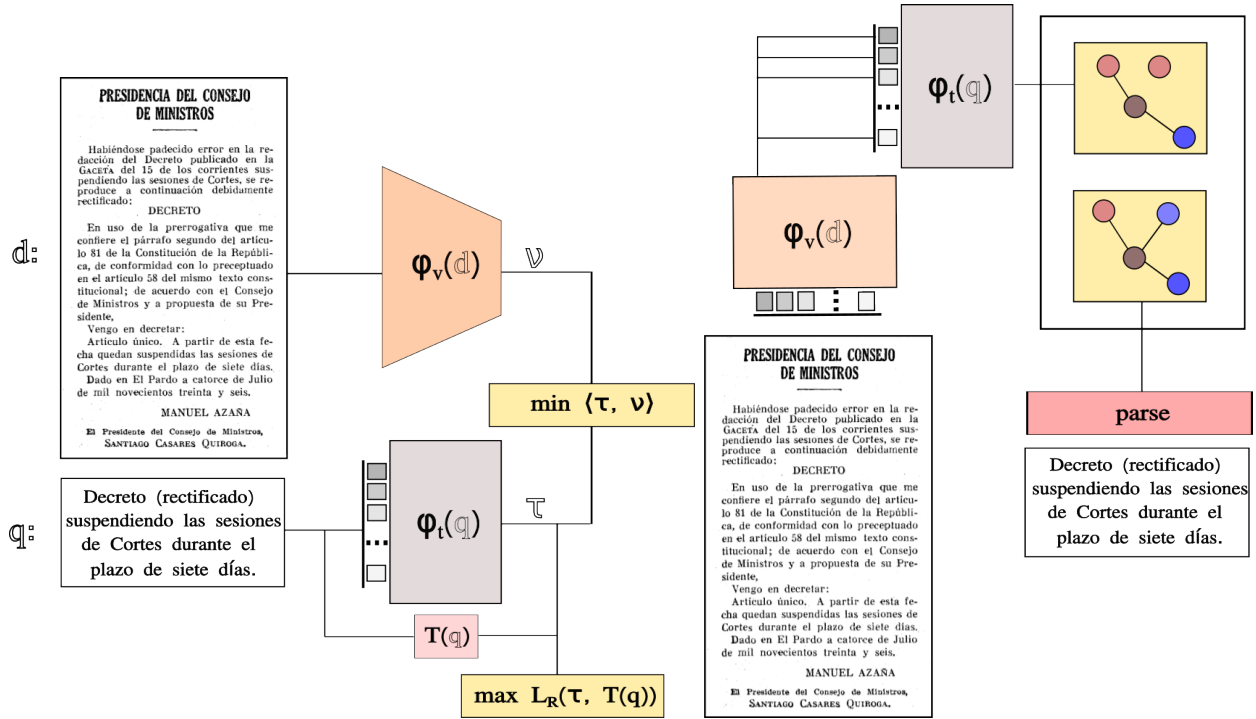 𝕕:
PRESIDENCIA DEL CONSEJO
DE MINISTROS
Habiéndose padecido error en la re-
dacción del Decreto publicado en la
GACETA del 15 de los corrientes sus-
pendiendo las sesiones de Cortes, se re-
produce a continuación debidamente
rectificado:
DECRETO
En uso de la prerrogativa que me
confiere el párrafo segundo del artícu-
lo 81 de la Constitución de la Repúbli-
ca, de conformidad con lo preceptuado
en el artículo 58 del mismo texto cons-
titucional; de acuerdo con el Consejo
de Ministros y a propuesta de su Pre-
sidente,
Vengo en decretar:
Artículo único. A partir de esta fe-
cha quedan suspendidas las sesiones de
Cortes durante el plazo de siete días.
Dado en El Pardo a catorce de Julio
de mil novecientos treinta y seis.
MANUEL AZAÑA
El Presidente del Consejo de Ministros,
SANTIAGO CASARES QUIROGA.
φv(𝕕)
ν
min ⟨τ, ν⟩
𝕢:
Decreto (rectificado)
suspendiendo las sesiones
de Cortes durante el
plazo de siete días.
φt(𝕢)
τ
T(𝕢)
max LR(τ, T(q))
φt(𝕢)
φv(𝕕)
PRESIDENCIA DEL CONSEJO
DE MINISTROS
Habiéndose padecido error en la re-
dacción del Decreto publicado en la
GACETA del 15 de los corrientes sus-
pendiendo las sesiones de Cortes, se re-
produce a continuación debidamente
rectificado:
DECRETO
En uso de la prerrogativa que me
confiere el párrafo segundo del artícu-
lo 81 de la Constitución de la Repúbli-
ca, de conformidad con lo preceptuado
en el artículo 58 del mismo texto cons-
titucional; de acuerdo con el Consejo
de Ministros y a propuesta de su Pre-
sidente,
Vengo en decretar:
Artículo único. A partir de esta fe-
cha quedan suspendidas las sesiones de
Cortes durante el plazo de siete días.
Dado en El Pardo a catorce de Julio
de mil novecientos treinta y seis.
MANUEL AZAÑA
El Presidente del Consejo de Ministros,
SANTIAGO CASARES QUIROGA.
parse
Decreto (rectificado)
suspendiendo las sesiones
de Cortes durante el
plazo de siete días.